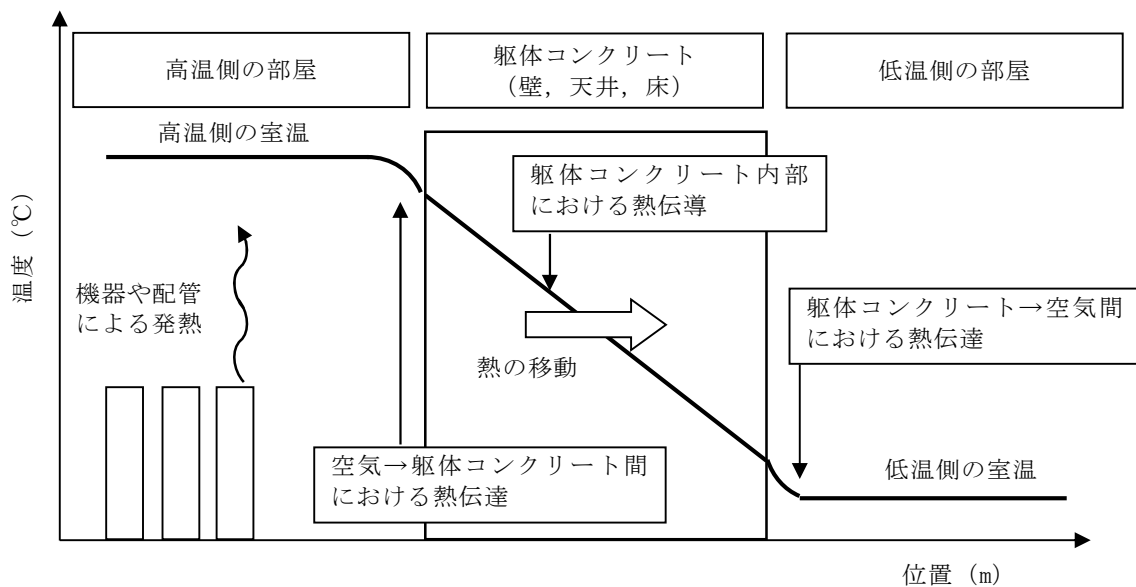 高温側の部屋
躯体コンクリート
（壁，天井，床）
低温側の部屋
高温側の室温
躯体コンクリート内部
における熱伝導
温度（℃）
機器や配管
による発熱
熱の移動
躯体コンクリート→空気間
における熱伝達
空気→躯体コンクリート間
における熱伝達
低温側の室温
位置（m）